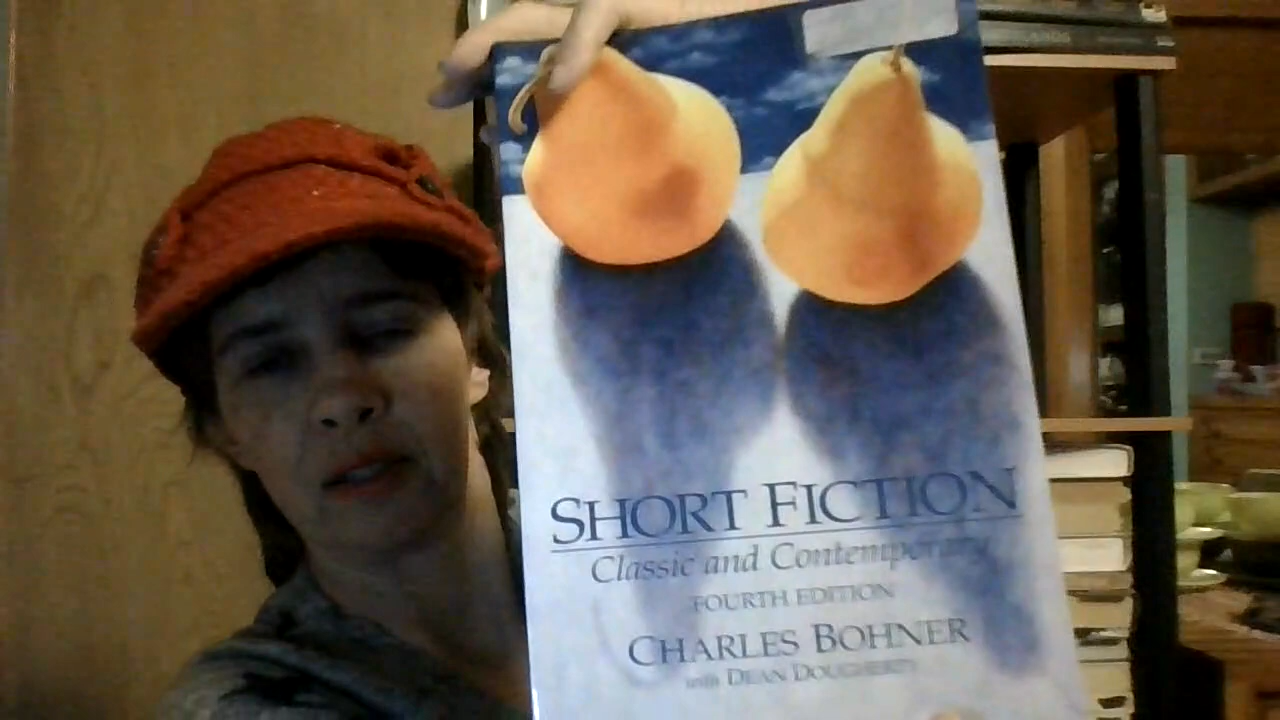 SHORT FICTION
Classic and Contemporary
FOURTH EDITION
CHARLES BOHNER
with DEAN DOUGHERTY